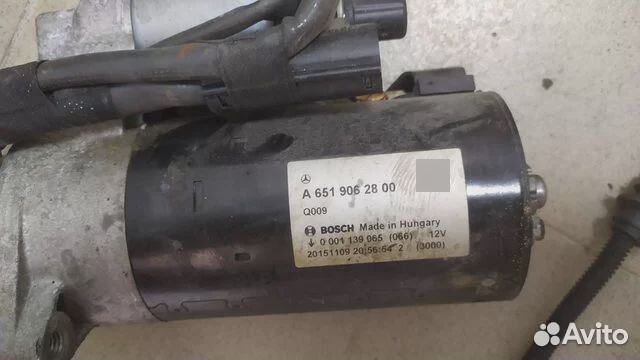 A 651 906 28 00
Q009
BOSCH Made in Hungary
0 001 139 065 (066) 12V
20151109 20:56:54 2 (3000)
Avito